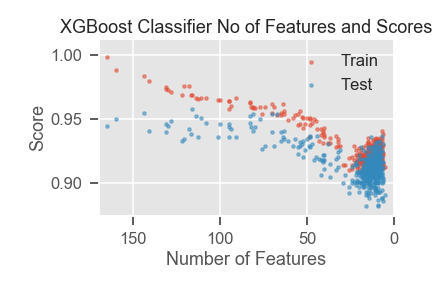 XGBoost Classifier No of Features and Scores
1.00
Train
Test
0.95
0.90
Score
150
100
50
0
Number of Features